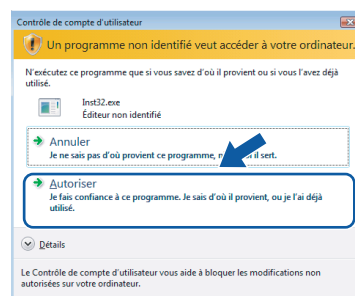 Contrôle de compte d'utilisateur
Un programme non identifié veut accéder à votre ordinateur.
N'exécutez ce programme que si vous savez d'où il provient ou si vous l'avez déjà
utilisé.
Inst32.exe
Éditeur non identifié
Annuler
Je ne sais pas d'où provient ce programme, il sert.
Autoriser
Je fais confiance à ce programme. Je sais d'où il provient, ou je l'ai déjà
utilisé.
Détails
Le Contrôle de compte d'utilisateur vous aide à bloquer les modifications non
autorisées sur votre ordinateur.